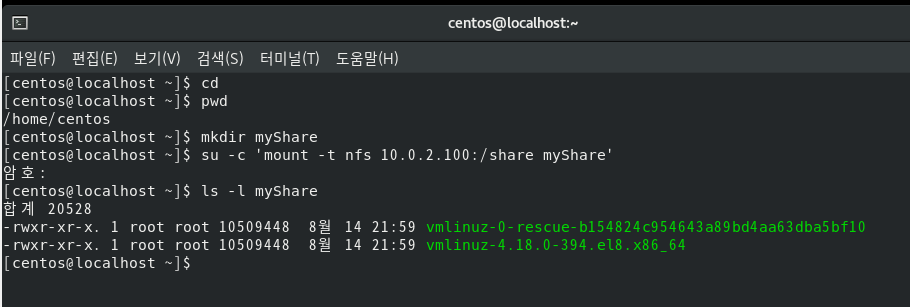 centos@localhost:~
파일(F) 편집(E) 보기(V) 검색(S) 터미널(T) 도움말(H)
[centos@localhost ~]$ cd
[centos@localhost ~]$ pwd
/home/centos
[centos@localhost ~]$ mkdir myShare
[centos@localhost ~]$ su -c 'mount -t nfs 10.0.2.100:/share myShare'
암호:
[centos@localhost ~]$ ls -l myShare
합계 20528
-rwxr-xr-x. 1 root root 10509448  8월 14 21:59 vmlinuz-0-rescue-b154824c954643a89bd4aa63dba5bf10
-rwxr-xr-x. 1 root root 10509448  8월 14 21:59 vmlinuz-4.18.0-394.el8.x86_64
[centos@localhost ~]$